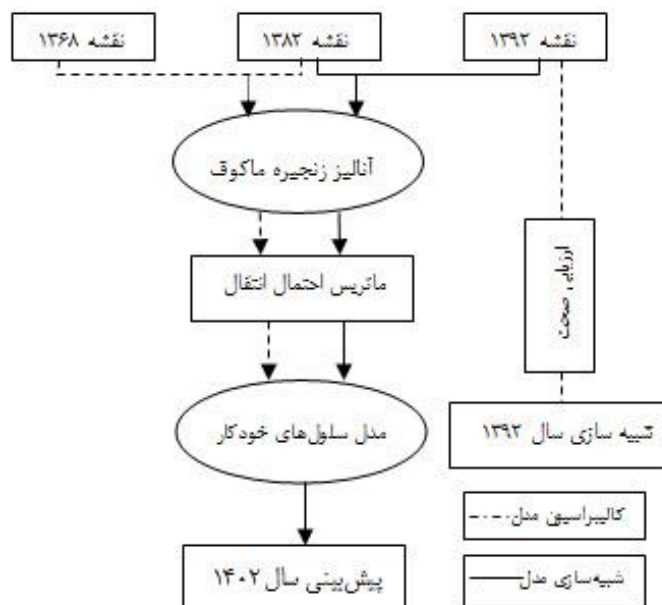 نقشه ۱۳۶۸
نقشه ۱۳۸۲
نقشه ۱۳۹۲
آنالیز زنجیره ماکوف
ماتریس احتمال انتقال
ارزیابی صحت
مدل سلول‌های خودکار
شبیه سازی سال ۱۳۹۲
کالیبراسیون مدل
پیش‌بینی سال ۱۴۰۲
شبیه‌سازی مدل